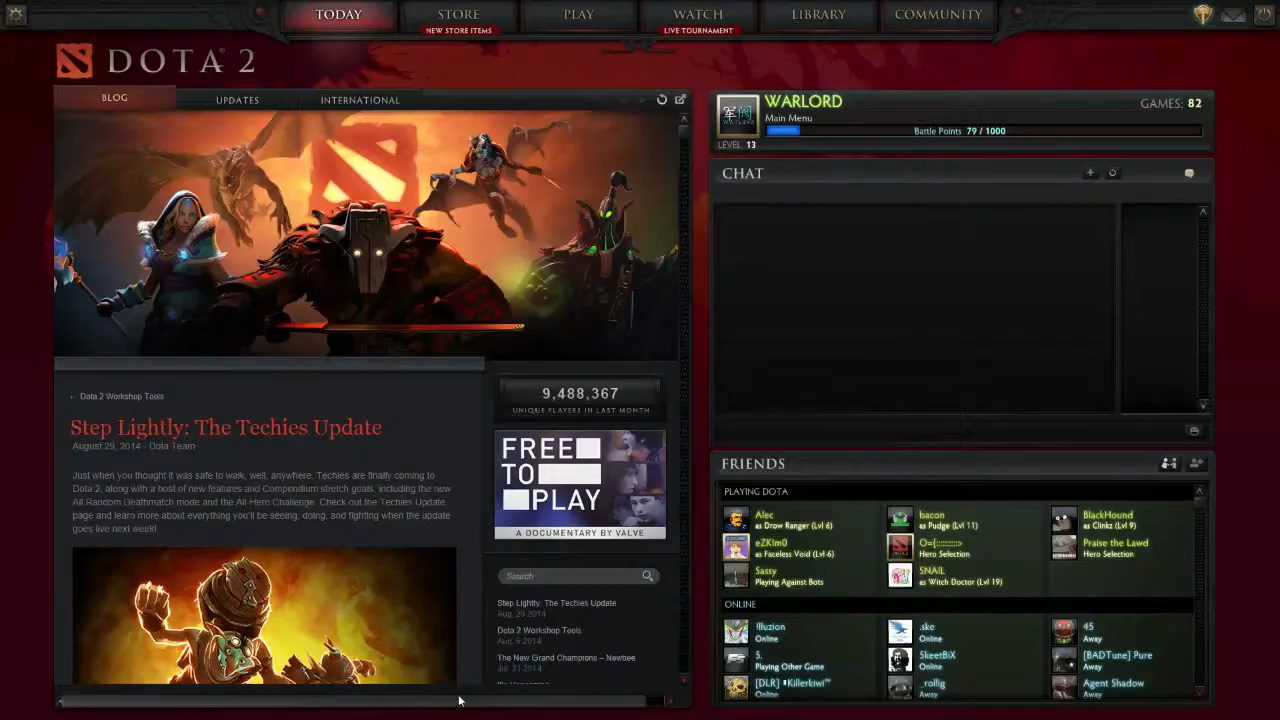 TODAY
STORE
NEW STORE ITEMS
PLAY
WATCH
LIVE TOURNAMENT
LIBRARY
COMMUNITY
DOTA 2
BLOG
UPDATES
INTERNATIONAL
← Dota 2 Workshop Tools
Step Lightly: The Techies Update
August 29, 2014 - Dota Team
Just when you thought it was safe to walk, well, anywhere. Techies are finally coming to
Dota 2, along with a host of new features and Compendium stretch goals, including the new
All Random Deathmatch mode and the All-Hero Challenge. Check out the Techies Update
page and learn more about everything you'll be seeing, doing, and fighting when the update
goes live next week!
9,488,367
UNIQUE PLAYERS IN LAST MONTH
FREE
TO
PLAY
A DOCUMENTARY BY VALVE
Search
Step Lightly: The Techies Update
Aug. 29 2014
Dota 2 Workshop Tools
Aug. 6 2014
The New Grand Champions – Newbee
Jul. 21 2014
WARLORD
GAMES: 82
Main Menu
Battle Points 79 / 1000
LEVEL 13
CHAT
FRIENDS
PLAYING DOTA
Alec
as Drow Ranger (Lvl 6)
bacon
as Pudge (Lvl 11)
BlackHound
as Clinkz (Lvl 9)
eZKIm0
as Faceless Void (Lvl 6)
Hero Selection
Praise the Lawd
Hero Selection
Sassy
Playing Against Bots
SNAIL
as Witch Doctor (Lvl 19)
ONLINE
!lluzion
Online
.ske
Online
45
Away
5.
Playing Other Game
5keetBiX
Online
[BADTune] Pure
Away
[DLR] Killerkiwi™
Online
_rollig
Away
Agent Shadow
Away